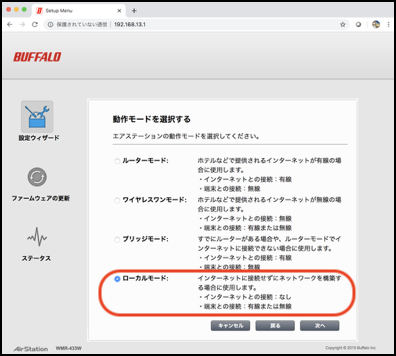 Setup Menu
保護されていない通信 | 192.168.13.1
BUFFALO
設定ウィザード
ファームウェアの更新
ステータス
動作モードを選択する
エアステーションの動作モードを選択してください。
ルーターモード:
ホテルなどで提供されるインターネットが有線の場
合に使用します。
・インターネットとの接続:有線
・端末との接続:無線
ワイヤレスワンモード:
ホテルなどで提供されるインターネットが無線の場
合に使用します。
・インターネットとの接続:無線
・端末との接続:有線または無線
ブリッジモード:
すでにルーターがある場合や、ルーターモードでイ
ンターネットに接続できない場合に使用します。
・インターネットとの接続:有線
・端末との接続:無線
ローカルモード:
インターネットに接続せずにネットワークを構築す
る場合に使用します。
・インターネットとの接続:なし
・端末との接続:有線または無線
キャンセル
戻る
次へ
AirStation WMR-433W
Copyright © 2015 Buffalo Inc.